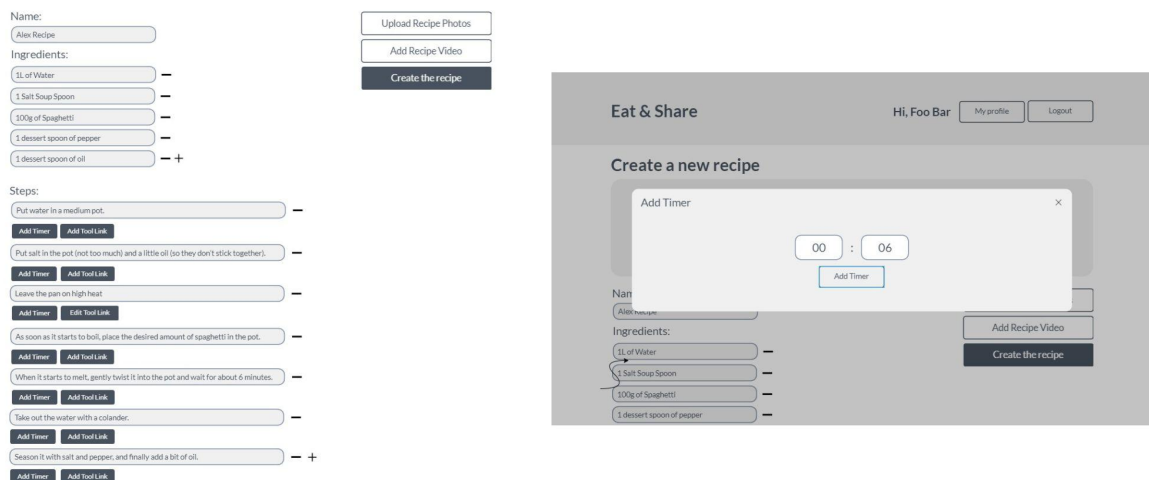 Name:
Alex Recipe
Ingredients:
1L of Water
1 Salt Soup Spoon
100g of Spaghetti
1 dessert spoon of pepper
1 dessert spoon of oil
Steps:
Put water in a medium pot.
Add Timer Add Tool Link
Put salt in the pot (not too much) and a little oil (so they don't stick together).
Add Timer Add Tool Link
Leave the pan on high heat
Add Timer Edit Tool Link
As soon as it starts to boil, place the desired amount of spaghetti in the pot.
Add Timer Add Tool Link
When it starts to melt, gently twist it into the pot and wait for about 6 minutes.
Add Timer Add Tool Link
Take out the water with a colander.
Add Timer Add Tool Link
Season it with salt and pepper, and finally add a bit of oil.
Add Timer Add Tool Link
Upload Recipe Photos
Add Recipe Video
Create the recipe
Eat & Share
Hi, Foo Bar My profile Logout
Create a new recipe
Add Timer ×
00 : 06
Add Timer
Nam
Alex Recipe
Ingredients:
1L of Water
1 Salt Soup Spoon
100g of Spaghetti
1 dessert spoon of pepper
Add Recipe Video
Create the recipe